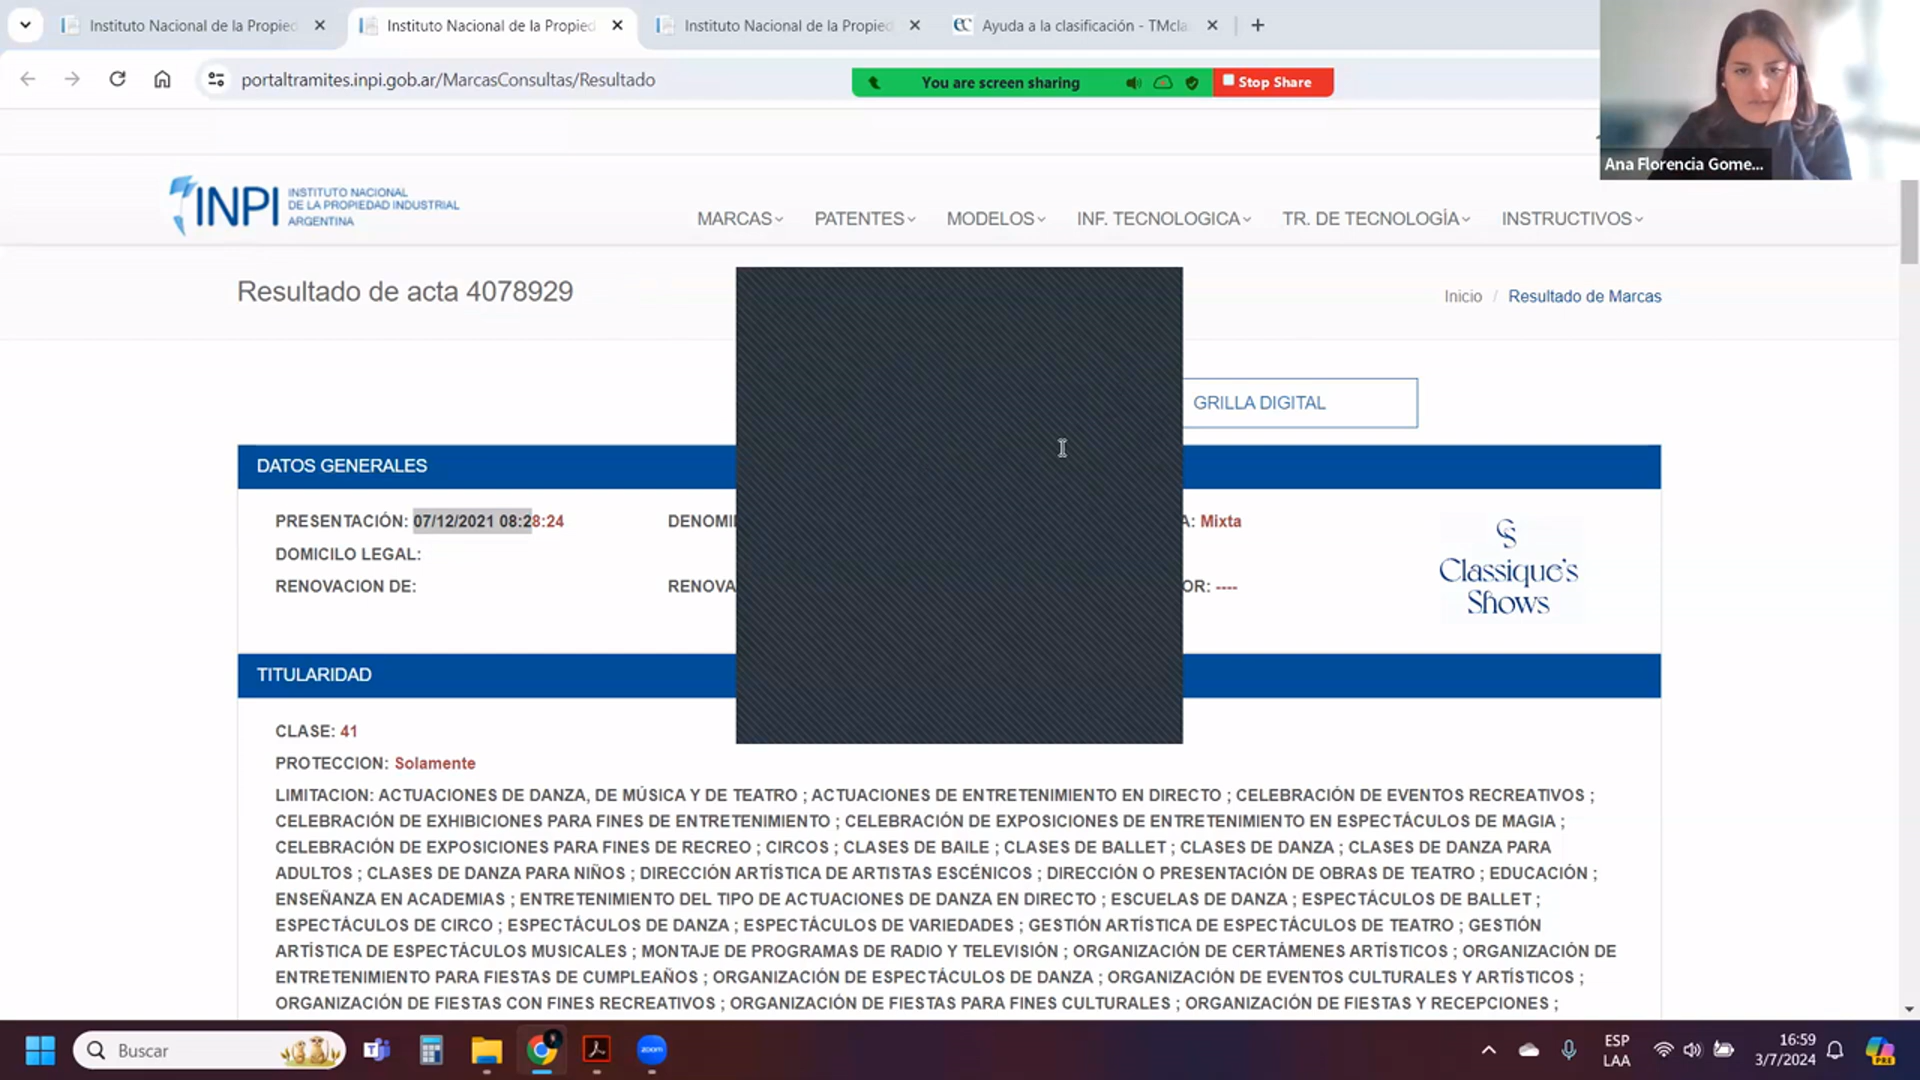 Instituto Nacional de la Propied
Instituto Nacional de la Propied
Instituto Nacional de la Propied
Ayuda a la clasificación - TMcla
portaltramites.inpi.gob.ar/MarcasConsultas/Resultado
You are screen sharing
Stop Share
Ana Florencia Gome...
INPI
INSTITUTO NACIONAL
DE LA PROPIEDAD INDUSTRIAL
ARGENTINA
MARCAS
PATENTES
MODELOS
INF. TECNOLOGICA
TR. DE TECNOLOGÍA
INSTRUCTIVOS
Resultado de acta 4078929
Inicio / Resultado de Marcas
GRILLA DIGITAL
DATOS GENERALES
PRESENTACIÓN: 07/12/2021 08:28:24
DENOMI
A: Mixta
DOMICILO LEGAL:
RENOVACION DE:
RENOVA
OR: ----
CS
Classique's
Shows
TITULARIDAD
CLASE: 41
PROTECCION: Solamente
LIMITACION: ACTUACIONES DE DANZA, DE MÚSICA Y DE TEATRO ; ACTUACIONES DE ENTRETENIMIENTO EN DIRECTO ; CELEBRACIÓN DE EVENTOS RECREATIVOS ;
CELEBRACIÓN DE EXHIBICIONES PARA FINES DE ENTRETENIMIENTO ; CELEBRACIÓN DE EXPOSICIONES DE ENTRETENIMIENTO EN ESPECTÁCULOS DE MAGIA ;
CELEBRACIÓN DE EXPOSICIONES PARA FINES DE RECREO ; CIRCOS ; CLASES DE BAILE ; CLASES DE BALLET ; CLASES DE DANZA ; CLASES DE DANZA PARA
ADULTOS ; CLASES DE DANZA PARA NIÑOS ; DIRECCIÓN ARTÍSTICA DE ARTISTAS ESCÉNICOS ; DIRECCIÓN O PRESENTACIÓN DE OBRAS DE TEATRO ; EDUCACIÓN ;
ENSEÑANZA EN ACADEMIAS ; ENTRETENIMIENTO DEL TIPO DE ACTUACIONES DE DANZA EN DIRECTO ; ESCUELAS DE DANZA ; ESPECTÁCULOS DE BALLET ;
ESPECTÁCULOS DE CIRCO ; ESPECTÁCULOS DE DANZA ; ESPECTÁCULOS DE VARIEDADES ; GESTIÓN ARTÍSTICA DE ESPECTÁCULOS DE TEATRO ; GESTIÓN
ARTÍSTICA DE ESPECTÁCULOS MUSICALES ; MONTAJE DE PROGRAMAS DE RADIO Y TELEVISIÓN ; ORGANIZACIÓN DE CERTÁMENES ARTÍSTICOS ; ORGANIZACIÓN DE
ENTRETENIMIENTO PARA FIESTAS DE CUMPLEAÑOS ; ORGANIZACIÓN DE ESPECTÁCULOS DE DANZA ; ORGANIZACIÓN DE EVENTOS CULTURALES Y ARTÍSTICOS ;
ORGANIZACIÓN DE FIESTAS CON FINES RECREATIVOS ; ORGANIZACIÓN DE FIESTAS PARA FINES CULTURALES ; ORGANIZACIÓN DE FIESTAS Y RECEPCIONES ;
Buscar
zoom
ESP
LAA
16:59
3/7/2024
PRE